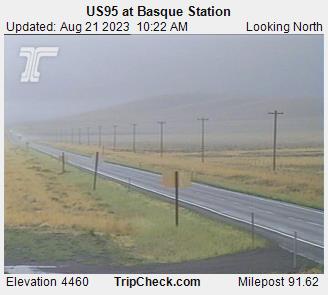 US95 at Basque Station
Updated: Aug 21 2023 10:22 AM Looking North
Elevation 4460 TripCheck.com Milepost 91.62